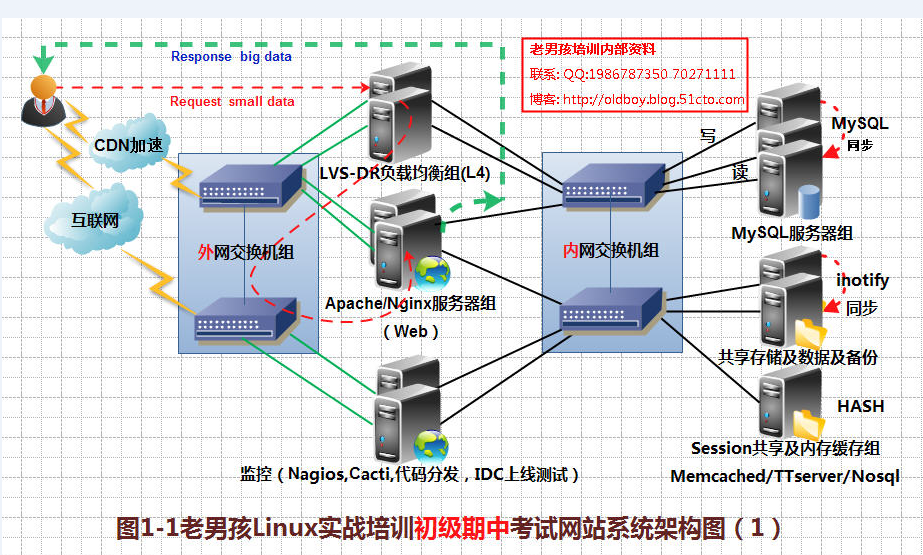 Response big data
老男孩培训内部资料
联系: QQ:1986787350 70271111
博客: http://oldboy.blog.51cto.com
Request small data
CDN加速
互联网
LVS-DR负载均衡组(L4)
写
读
MySQL
同步
MySQL服务器组
外网交换机组
内网交换机组
Apache/Nginx服务器组
（Web）
ihotify
同步
共享存储及数据及备份
HASH
Session共享及内存缓存组
Memcached/TTserver/Nosql
监控（Nagios,Cacti,代码分发，IDC上线测试）
图1-1老男孩Linux实战培训初级期中考试网站系统架构图（1）